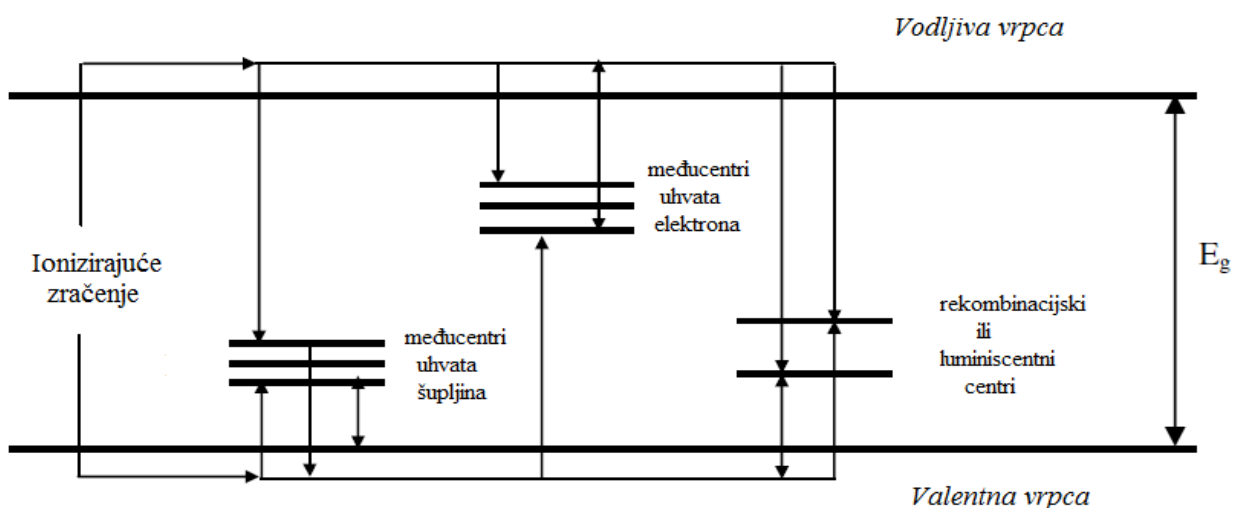 Vodljiva vrpca
međucentri
uhvata
elektrona
Ionizirajuće
zračenje
E_g
rekombinacijski
ili
luminiscentni
centri
međucentri
uhvata
šupljina
Valentna vrpca